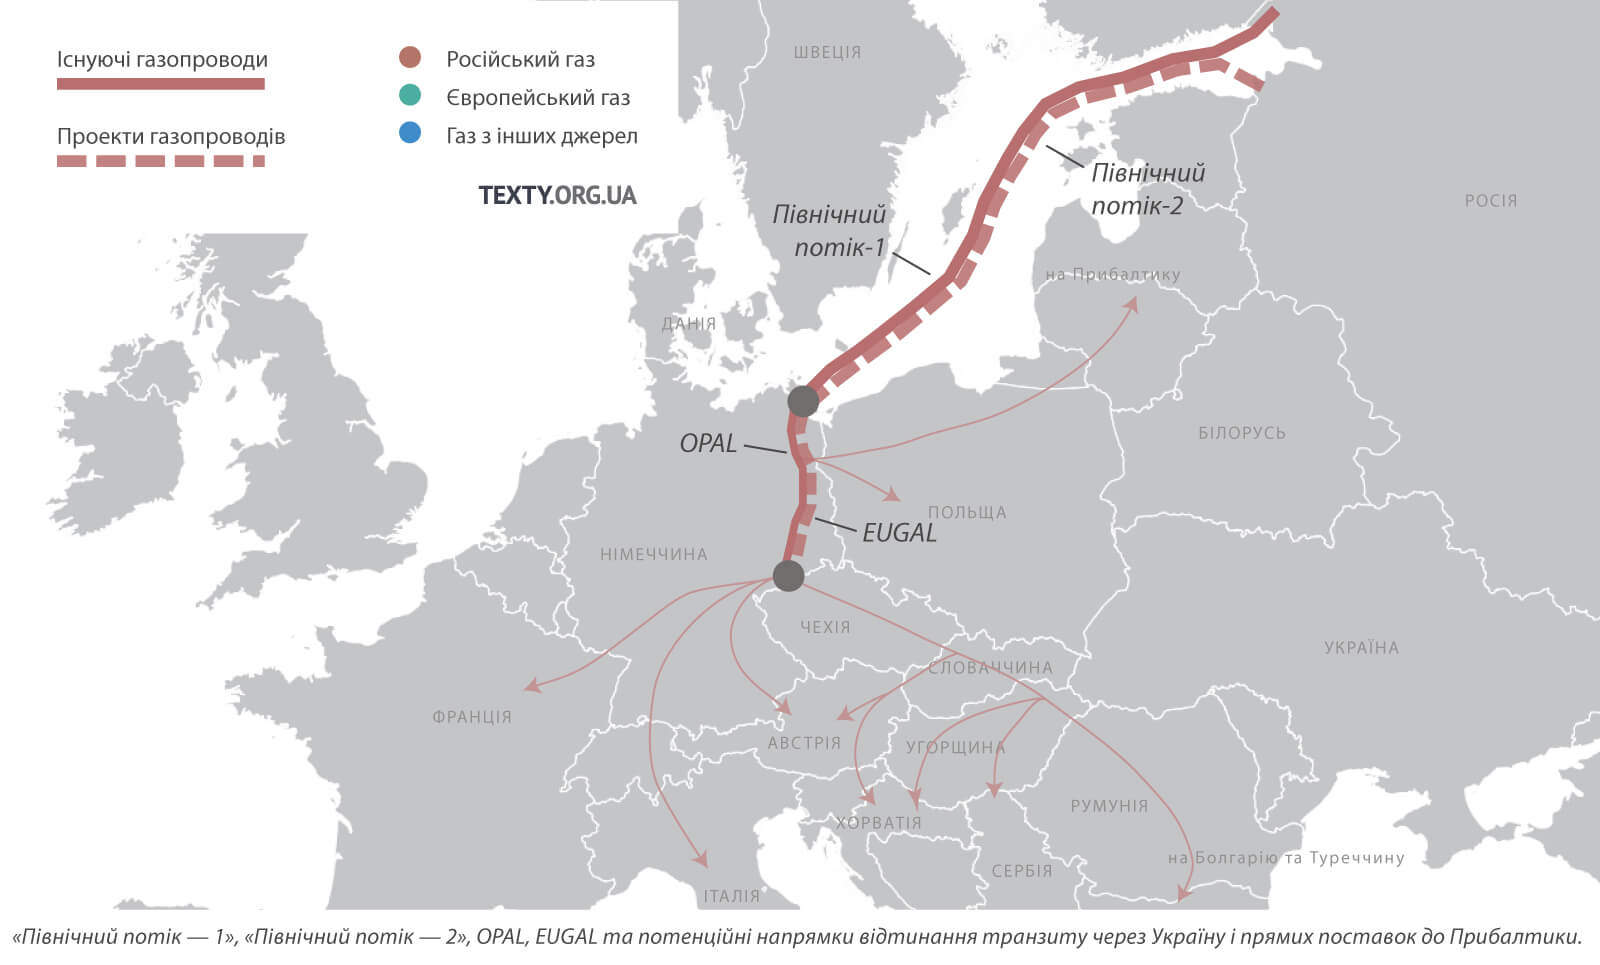 Існуючі газопроводи
Проекти газопроводів
Російський газ
Європейський газ
Газ з інших джерел
TEXTY.ORG.UA
ШВЕЦІЯ
Північний
потік-2
РОСІЯ
Північний
потік-1
на Прибалтику
ДАНІЯ
OPAL
БІЛОРУСЬ
ПОЛЬЩА
EUGAL
НІМЕЧЧИНА
ЧЕХІЯ
УКРАЇНА
СЛОВАЧЧИНА
ФРАНЦІЯ
АВСТРІЯ
УГОРЩИНА
РУМУНІЯ
ХОРВАТІЯ
на Болгарію та Туреччину
СЕРБІЯ
ІТАЛІЯ
«Північний потік — 1», «Північний потік — 2», OPAL, EUGAL та потенційні напрямки відтинання транзиту через Україну і прямих поставок до Прибалтики.